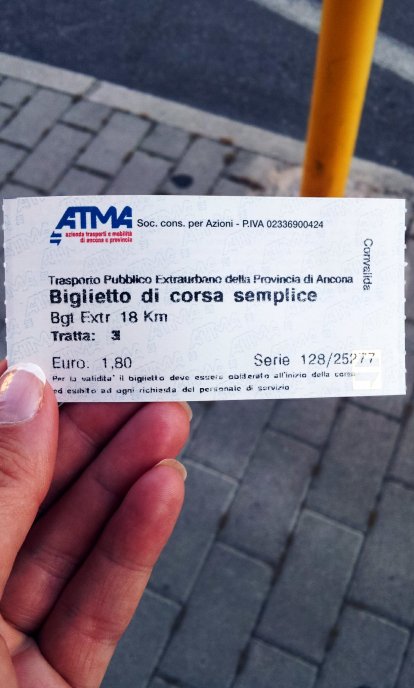 ATMA
azienda trasporti e mobilità
di ancona e provincia
Soc. cons. per Azioni - P.IVA 02336900424
Convalida
Trasporto Pubblico Extraurbano della Provincia di Ancona
Biglietto di corsa semplice
Bgt Extr 18 Km
Tratta: 3
Euro: 1,80
Serie 128/25277
Per la validita' il biglietto deve essere obliterato all'inizio della corsa
ed esibito ad ogni richiesta del personale di servizio